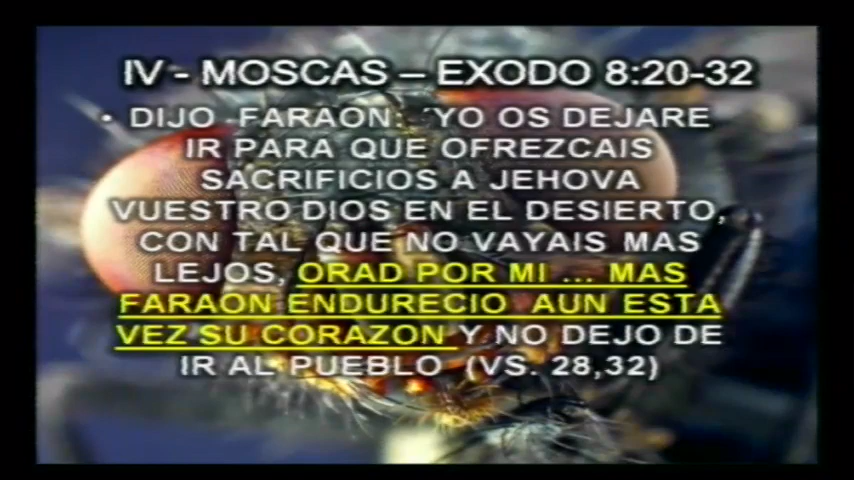 IV - MOSCAS – EXODO 8:20-32
• DIJO FARAON: ¨YO OS DEJARE
IR PARA QUE OFREZCAIS
SACRIFICIOS A JEHOVA
VUESTRO DIOS EN EL DESIERTO,
CON TAL QUE NO VAYAIS MAS
LEJOS, ORAD POR MI ... MAS
FARAON ENDURECIO AUN ESTA
VEZ SU CORAZON Y NO DEJO DE
IR AL PUEBLO (VS. 28,32)